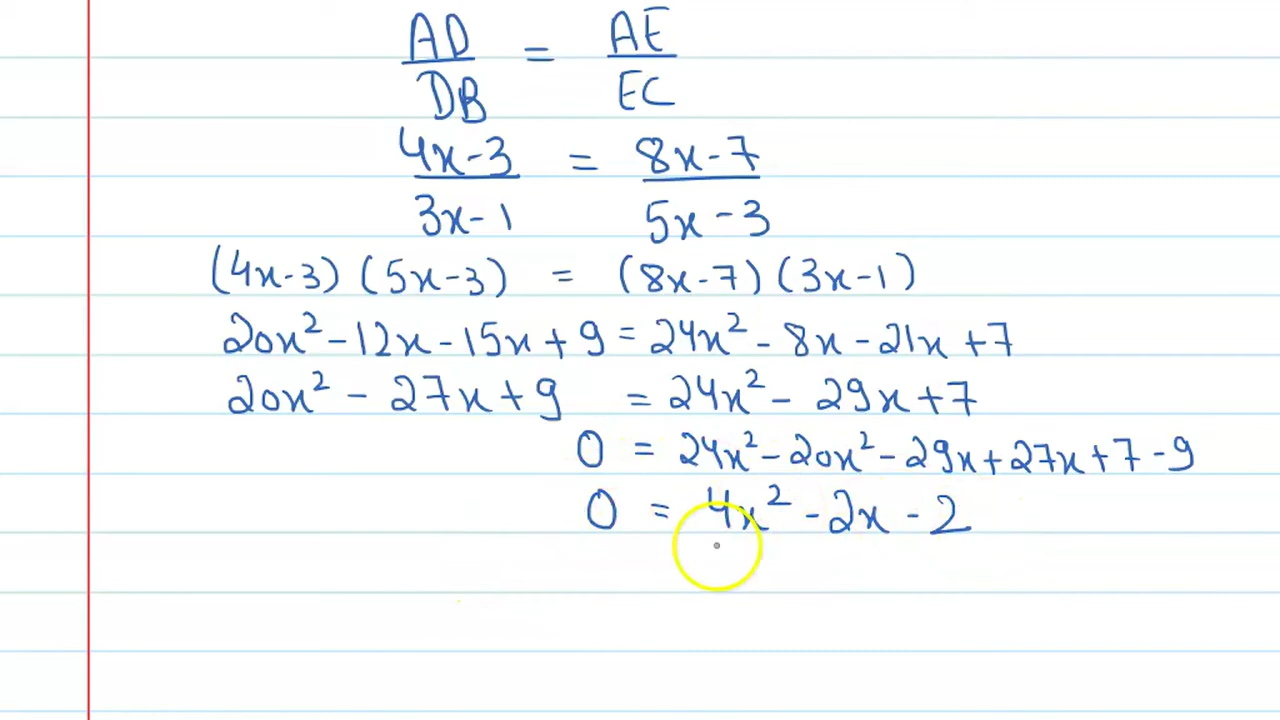 AD/DB = AE/EC
4x-3/3x-1 = 8x-7/5x-3
(4x-3)(5x-3) = (8x-7)(3x-1)
20x² - 12x - 15x + 9 = 24x² - 8x - 21x + 7
20x² - 27x + 9 = 24x² - 29x + 7
0 = 24x² - 20x² - 29x + 27x + 7 - 9
0 = 4x² - 2x - 2